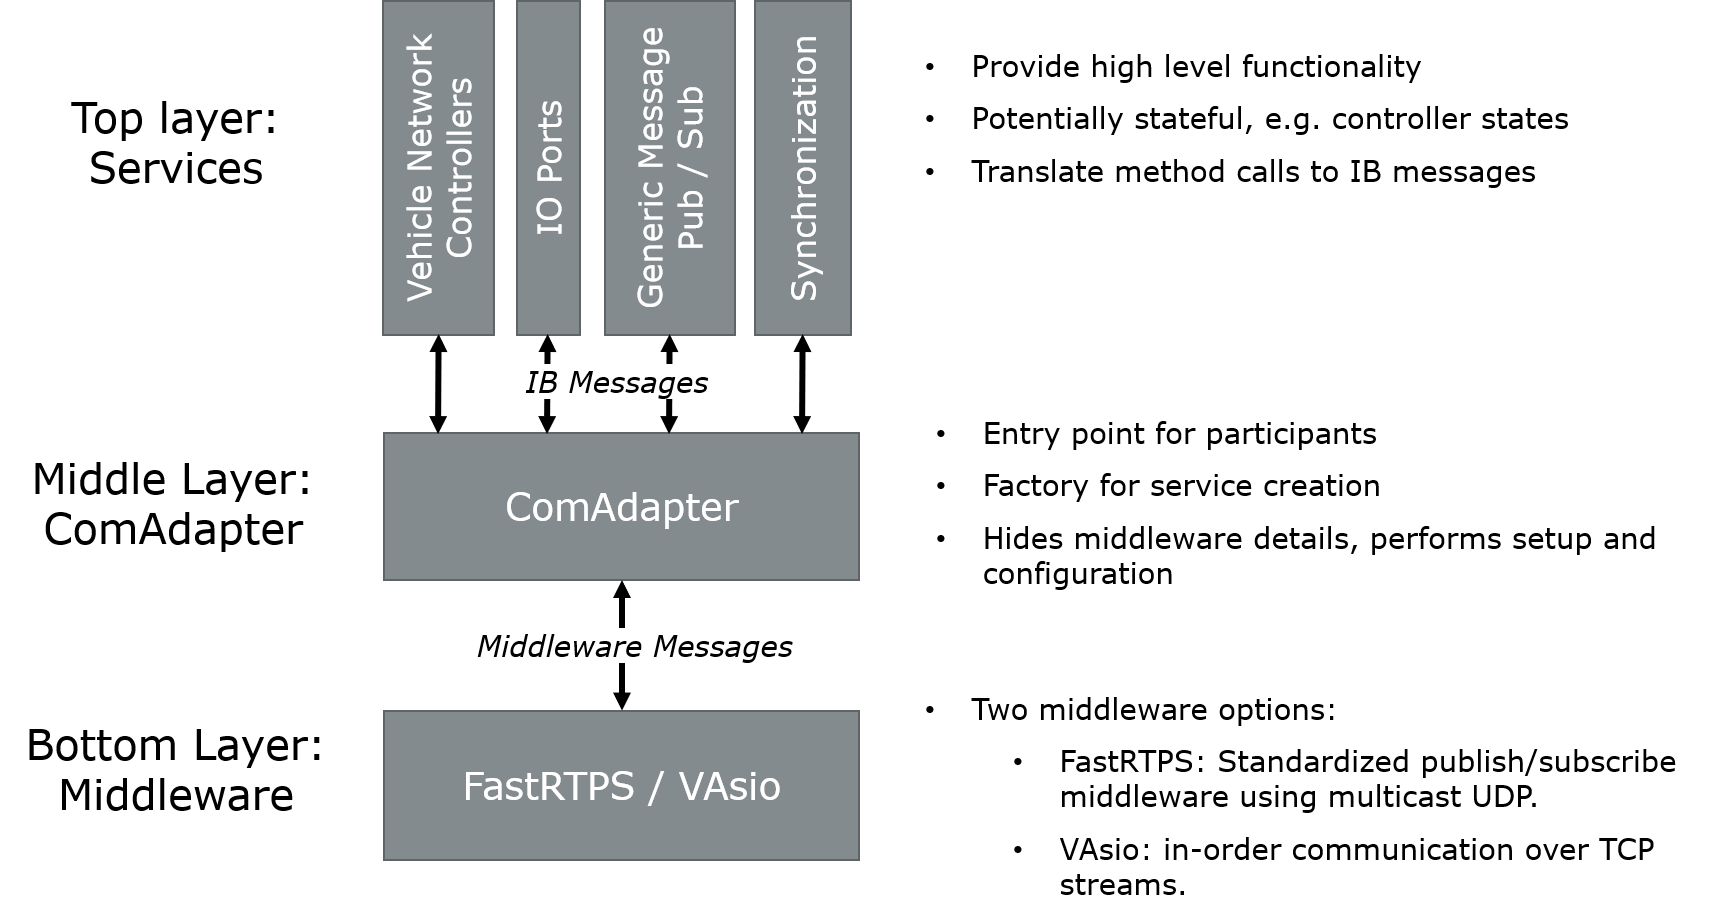 Top layer:
Services
Vehicle Network
Controllers
IO Ports
Generic Message
Pub / Sub
Synchronization
• Provide high level functionality
• Potentially stateful, e.g. controller states
• Translate method calls to IB messages
IB Messages
Middle Layer:
ComAdapter
ComAdapter
• Entry point for participants
• Factory for service creation
• Hides middleware details, performs setup and
configuration
Middleware Messages
Bottom Layer:
Middleware
FastRTPS / VAsio
• Two middleware options:
• FastRTPS: Standardized publish/subscribe
middleware using multicast UDP.
• VAsio: in-order communication over TCP
streams.